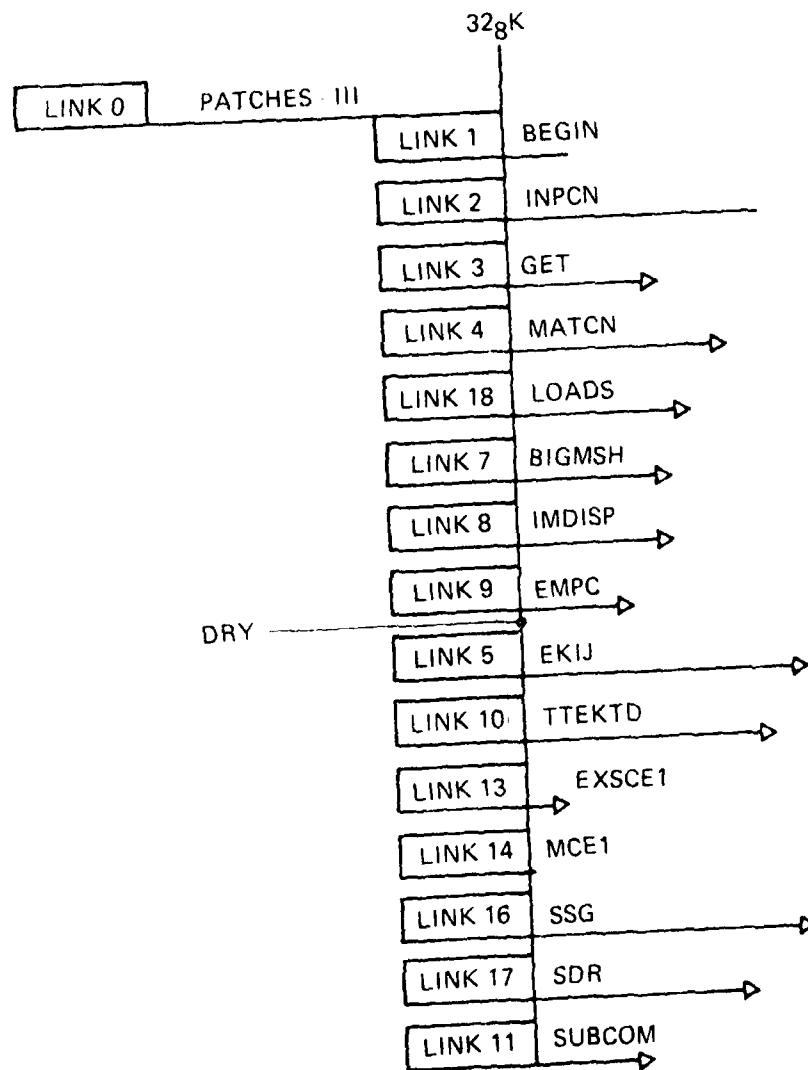 32₈K
LINK 0 PATCHES III
LINK 1 BEGIN
LINK 2 INPCN
LINK 3 GET
LINK 4 MATCN
LINK 18 LOADS
LINK 7 BIGMSH
LINK 8 IMDISP
LINK 9 EMPC
DRY
LINK 5 EKIJ
LINK 10 TTEKTD
LINK 13 EXSCE1
LINK 14 MCE1
LINK 16 SSG
LINK 17 SDR
LINK 11 SUBCOM